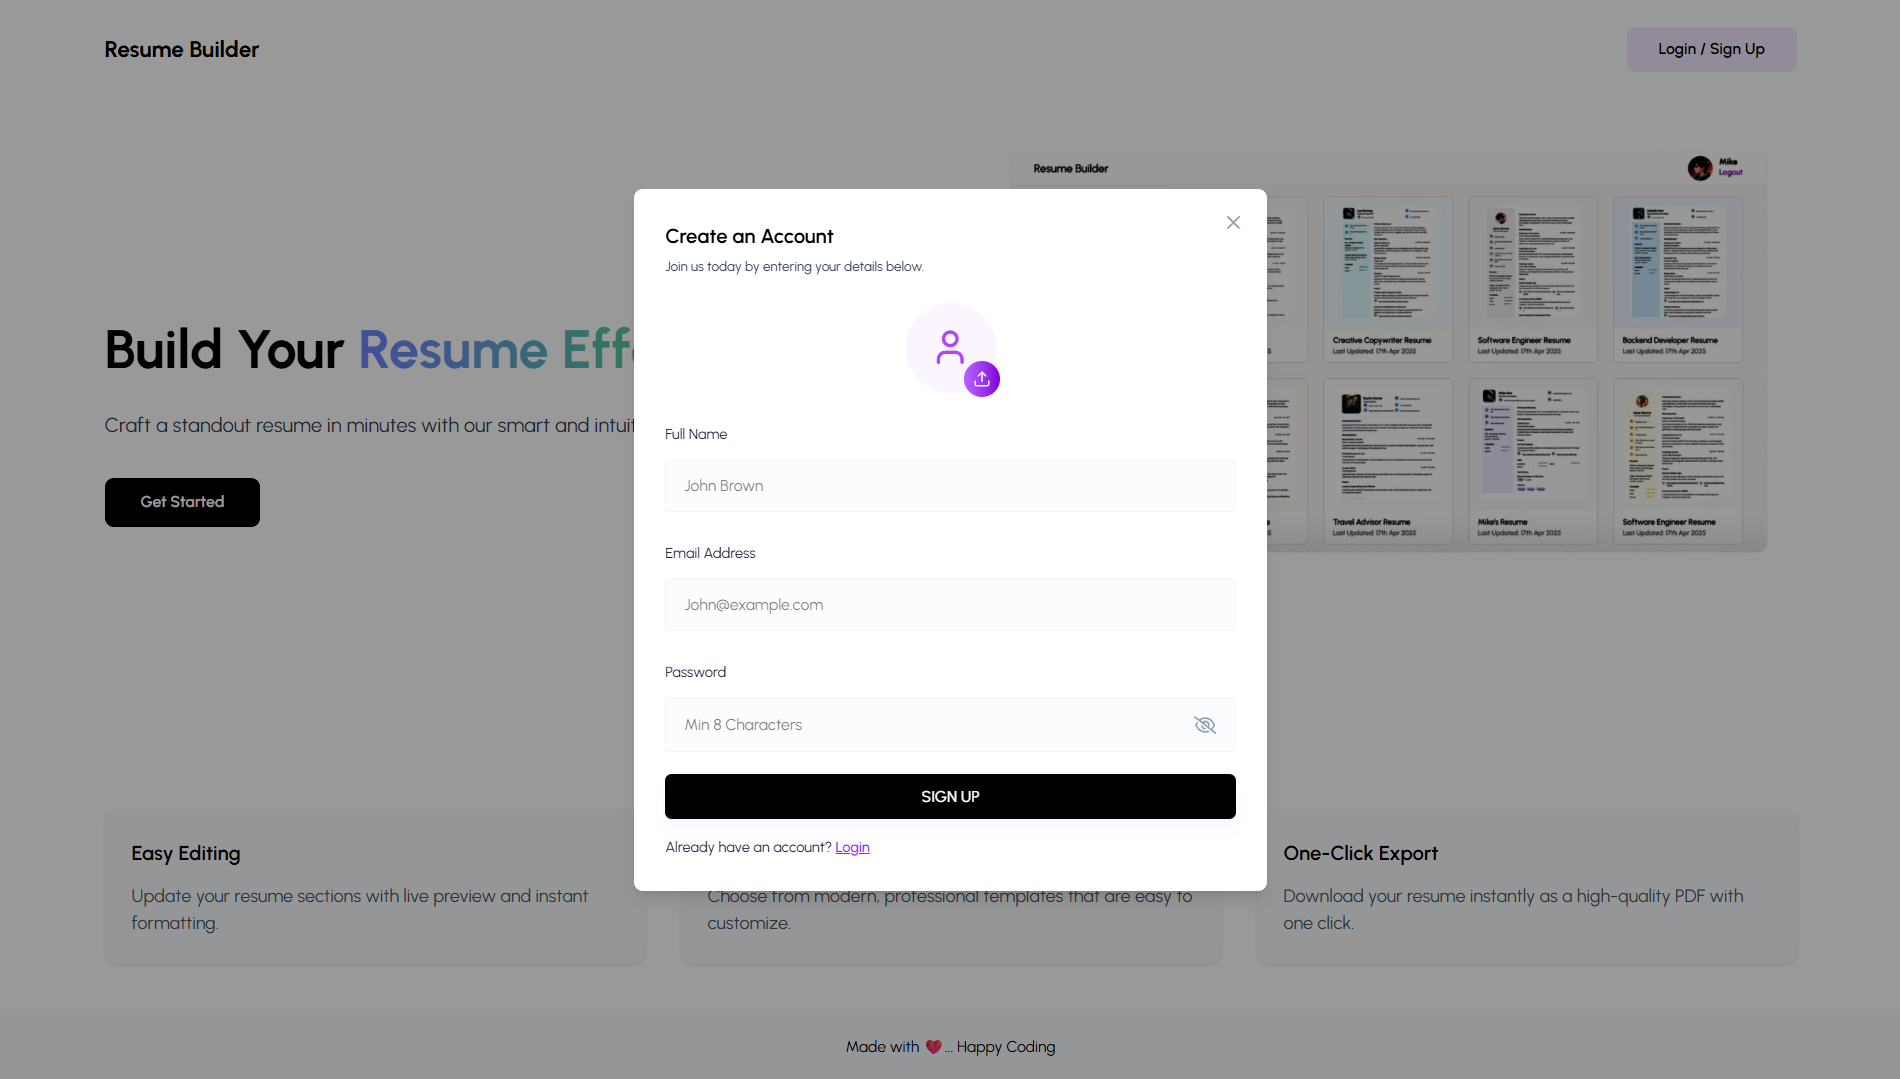 Resume Builder
Login / Sign Up
Resume Builder
Mike
Logout
Create an Account
Join us today by entering your details below.
Build Your Resume Eff
Craft a standout resume in minutes with our smart and intuit
Get Started
Full Name
John Brown
Email Address
John@example.com
Password
Min 8 Characters
SIGN UP
Already have an account? Login
Creative Copywriter Resume
Last Updated: 17th Apr 2025
Software Engineer Resume
Last Updated: 17th Apr 2025
Backend Developer Resume
Last Updated: 17th Apr 2025
Travel Advisor Resume
Last Updated: 17th Apr 2025
Mike's Resume
Last Updated: 17th Apr 2025
Software Engineer Resume
Last Updated: 17th Apr 2025
Easy Editing
Update your resume sections with live preview and instant
formatting.
Choose from modern, professional templates that are easy to
customize.
One-Click Export
Download your resume instantly as a high-quality PDF with
one click.
Made with ❤️... Happy Coding